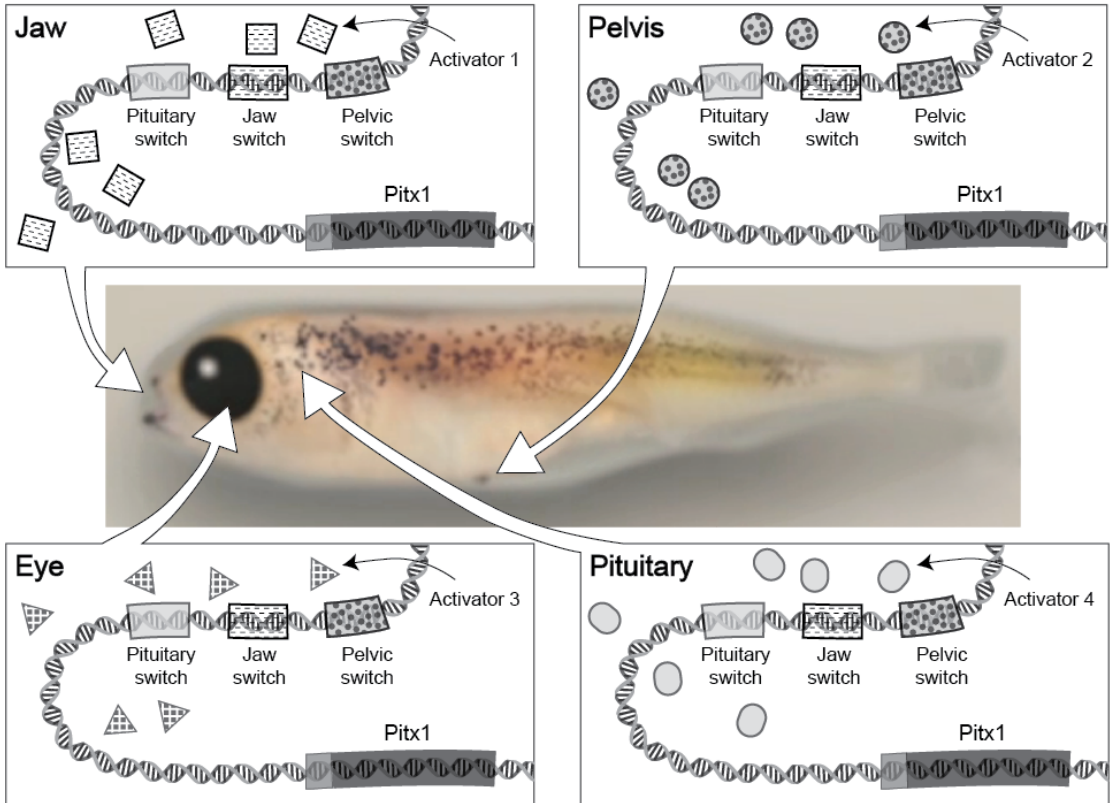 Jaw
Activator 1
Pituitary
switch
Jaw
switch
Pelvic
switch
Pitx1
Pelvis
Activator 2
Pituitary
switch
Jaw
switch
Pelvic
switch
Pitx1
Eye
Activator 3
Pituitary
switch
Jaw
switch
Pelvic
switch
Pitx1
Pituitary
Activator 4
Pituitary
switch
Jaw
switch
Pelvic
switch
Pitx1